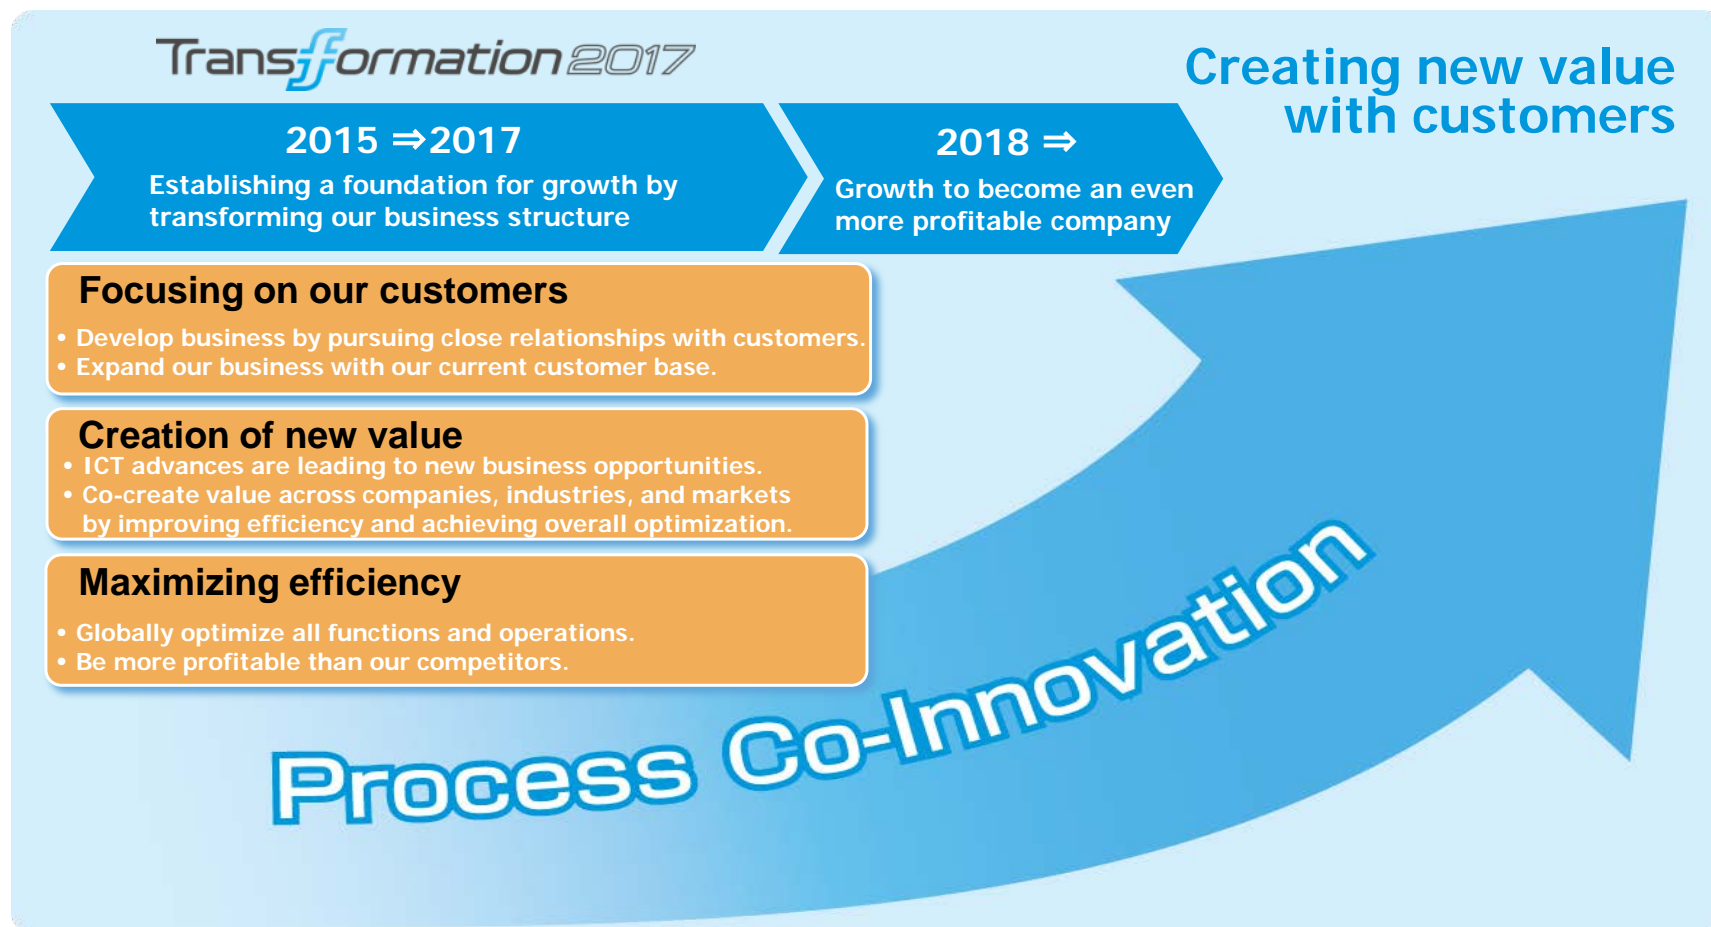 Transformation 2017
Creating new value
with customers
2015 ⇒2017
Establishing a foundation for growth by
transforming our business structure
2018 ⇒
Growth to become an even
more profitable company
Focusing on our customers
• Develop business by pursuing close relationships with customers.
• Expand our business with our current customer base.
Creation of new value
• ICT advances are leading to new business opportunities.
• Co-create value across companies, industries, and markets
by improving efficiency and achieving overall optimization.
Maximizing efficiency
• Globally optimize all functions and operations.
• Be more profitable than our competitors.
Process Co-Innovation